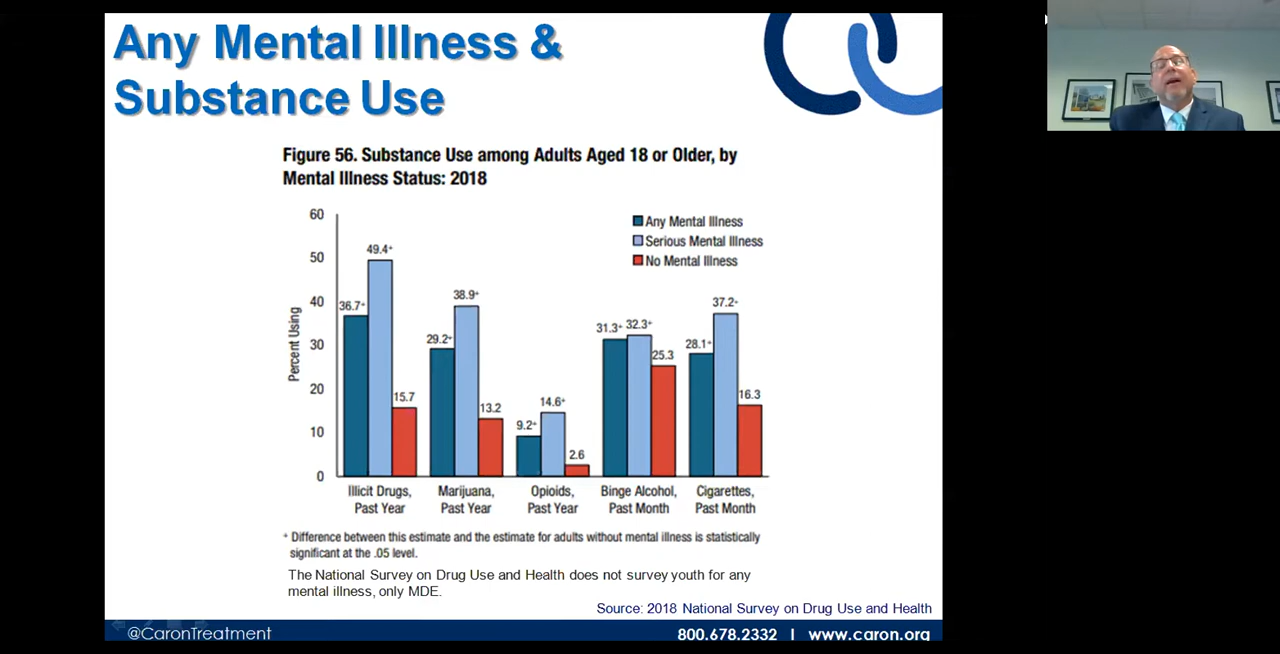 Any Mental Illness &
Substance Use
Figure 56. Substance Use among Adults Aged 18 or Older, by
Mental Illness Status: 2018
60
50
40
30
20
10
0
Percent Using
Any Mental Illness
Serious Mental Illness
No Mental Illness
36.7+
49.4+
15.7
29.2+
38.9+
13.2
9.2+
14.6+
2.6
31.3+
32.3+
25.3
28.1+
37.2+
16.3
Illicit Drugs,
Past Year
Marijuana,
Past Year
Opioids,
Past Year
Binge Alcohol,
Past Month
Cigarettes,
Past Month
+ Difference between this estimate and the estimate for adults without mental illness is statistically
significant at the .05 level.
The National Survey on Drug Use and Health does not survey youth for any
mental illness, only MDE.
Source: 2018 National Survey on Drug Use and Health
@CaronTreatment
800.678.2332 | www.caron.org